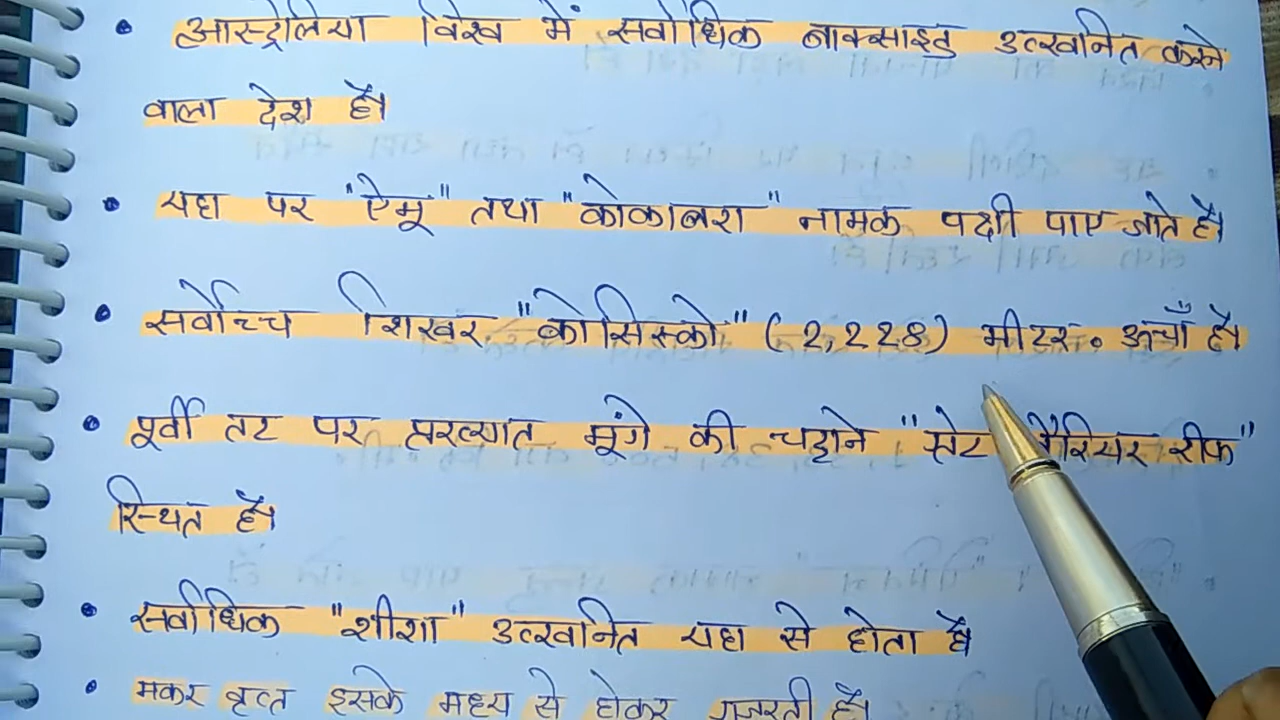 • आस्ट्रेलिया विश्व में सर्वाधिक बाक्साइड उत्खनित करने
वाला देश है।
• यहा पर "ऐमू" तथा "कोकाबरा" नामक पक्षी पाए जाते है।
• सर्वोच्च शिखर "कोसिस्को" (2,228) मीटर. ऊचाँ है।
• पूर्वी तट पर प्रख्यात मूंगे की चट्टाने "ग्रेट बैरियर रीफ"
स्थित है।
• सर्वाधिक "शीशा" उत्खनित यहा से होता है
• मकर वृत्त इसके मध्य से होकर गुजरती है।